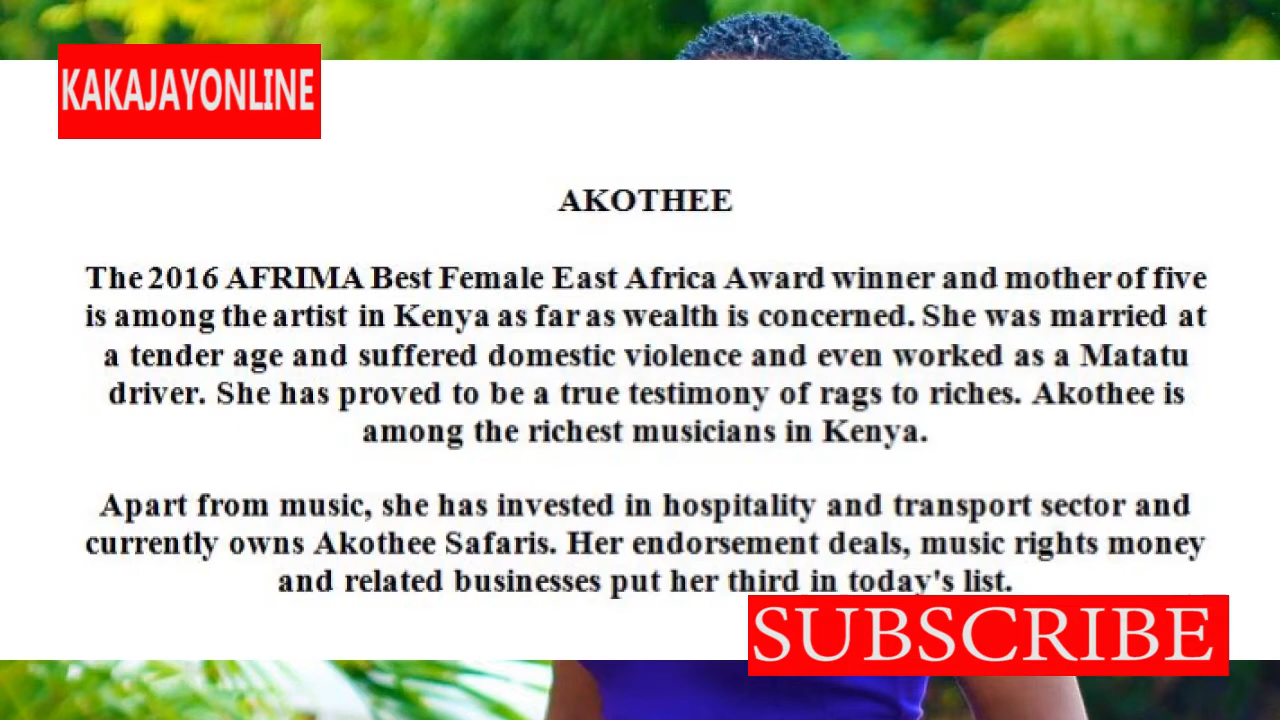 KAKAJAYONLINE
AKOTHEE
The 2016 AFRIMA Best Female East Africa Award winner and mother of five
is among the artist in Kenya as far as wealth is concerned. She was married at
a tender age and suffered domestic violence and even worked as a Matatu
driver. She has proved to be a true testimony of rags to riches. Akothee is
among the richest musicians in Kenya.
Apart from music, she has invested in hospitality and transport sector and
currently owns Akothee Safaris. Her endorsement deals, music rights money
and related businesses put her third in today's list.
SUBSCRIBE